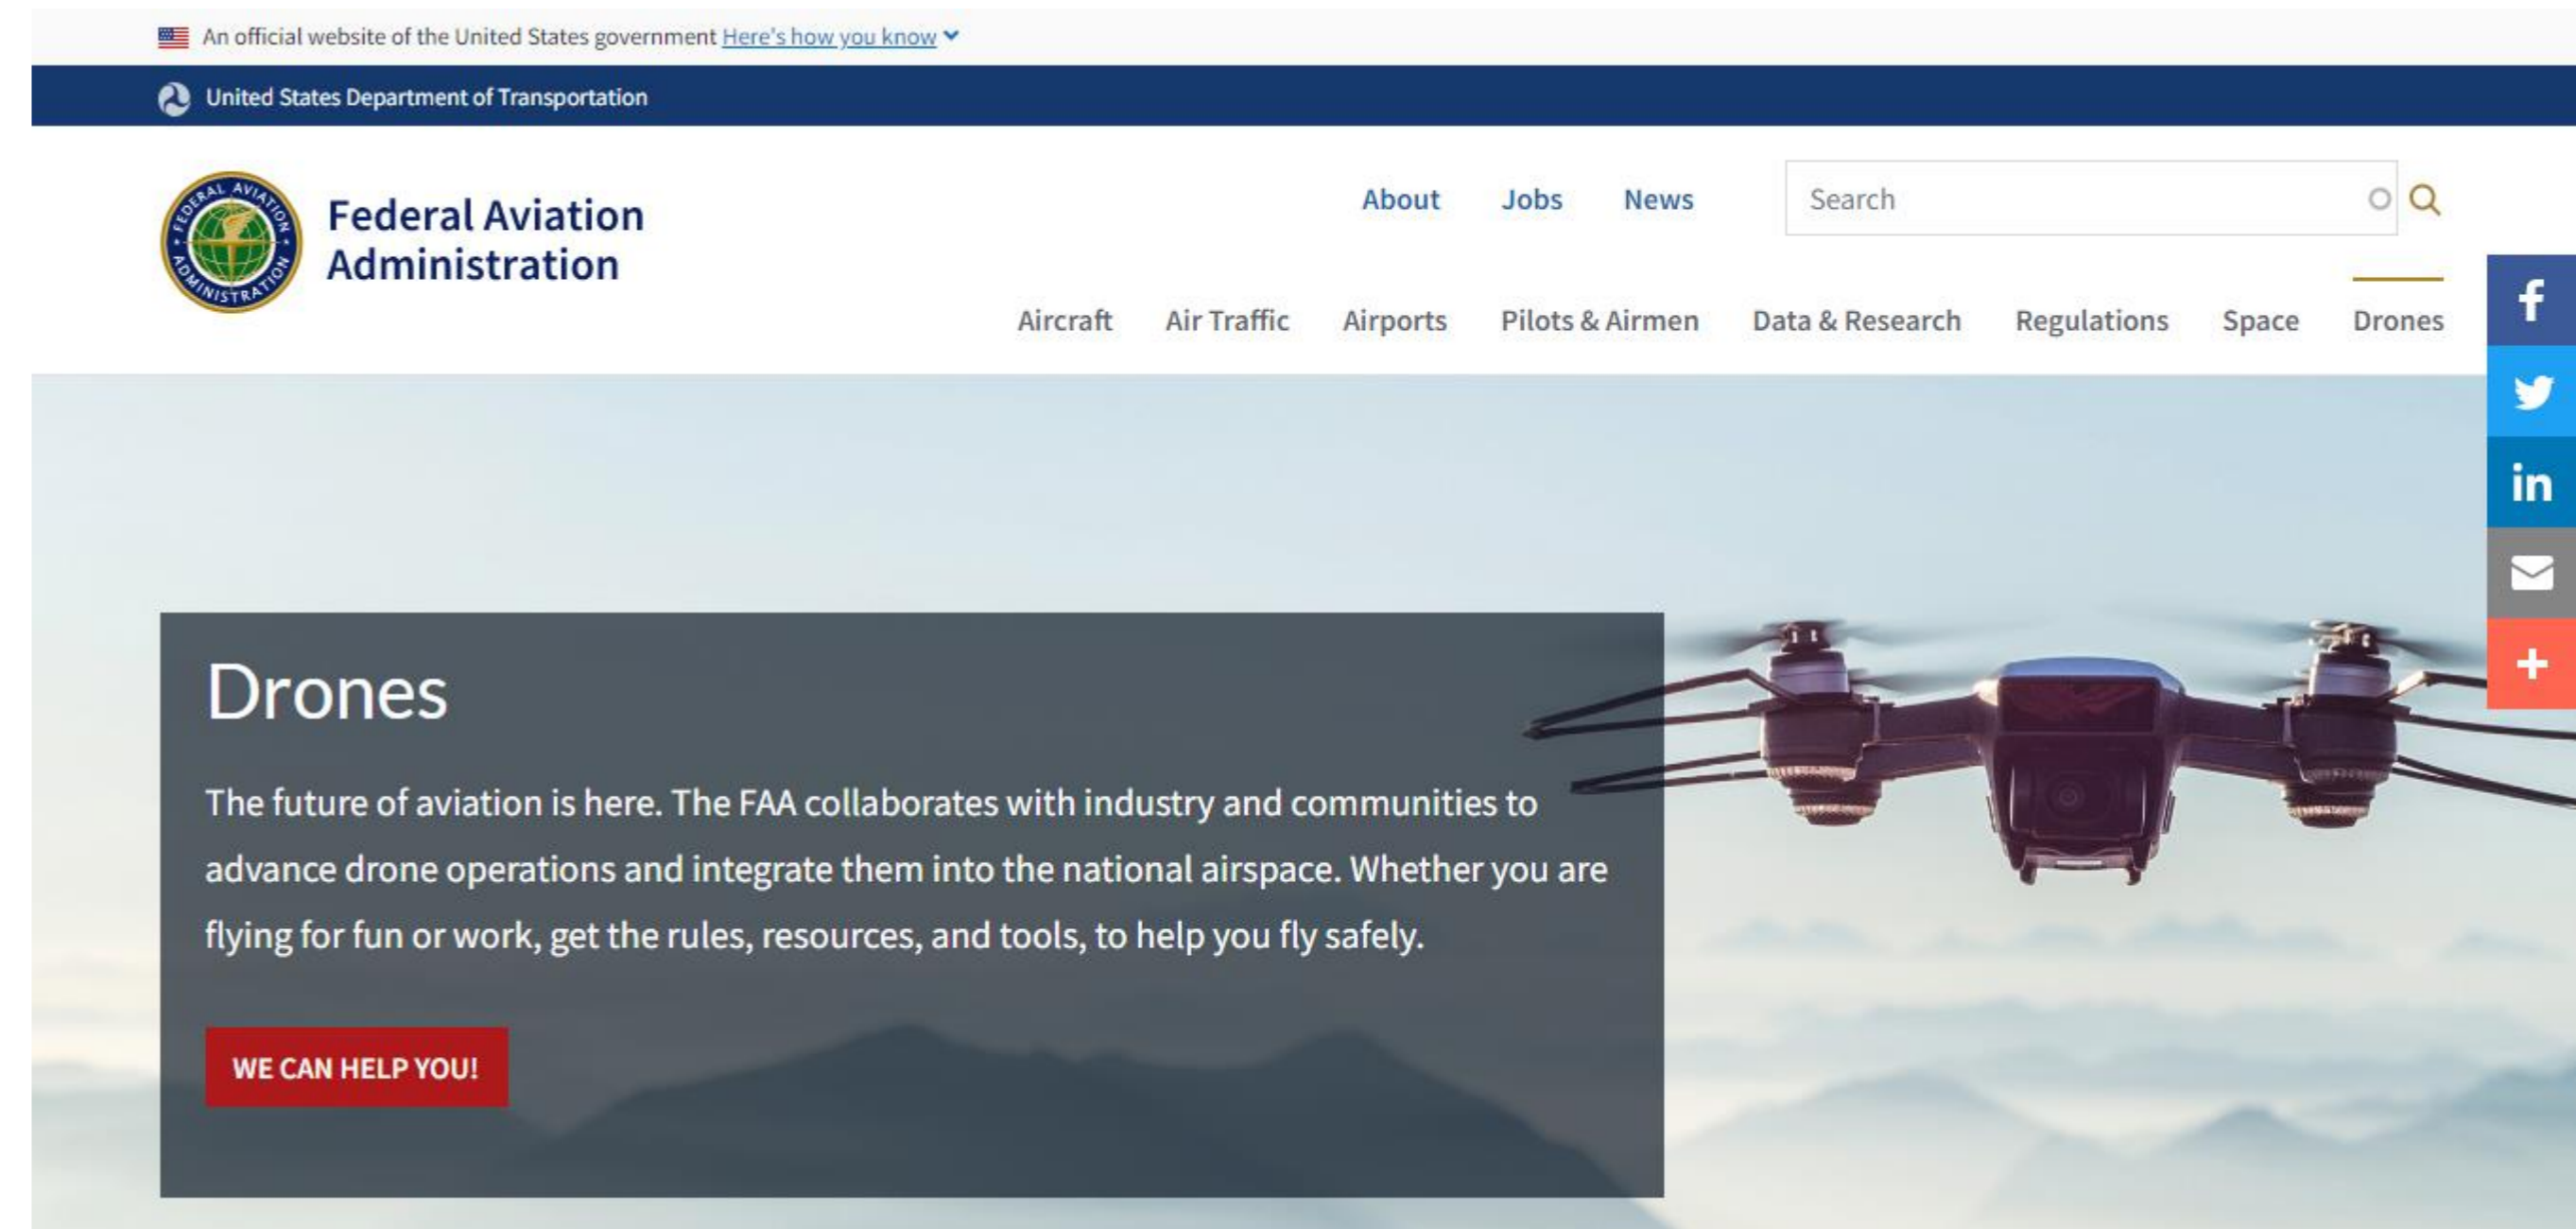 An official website of the United States government Here's how you know
United States Department of Transportation
FEDERAL AVIATION ADMINISTRATION
Federal Aviation
Administration
About Jobs News Search
Aircraft Air Traffic Airports Pilots & Airmen Data & Research Regulations Space Drones
f
in
Drones
The future of aviation is here. The FAA collaborates with industry and communities to
advance drone operations and integrate them into the national airspace. Whether you are
flying for fun or work, get the rules, resources, and tools, to help you fly safely.
WE CAN HELP YOU!